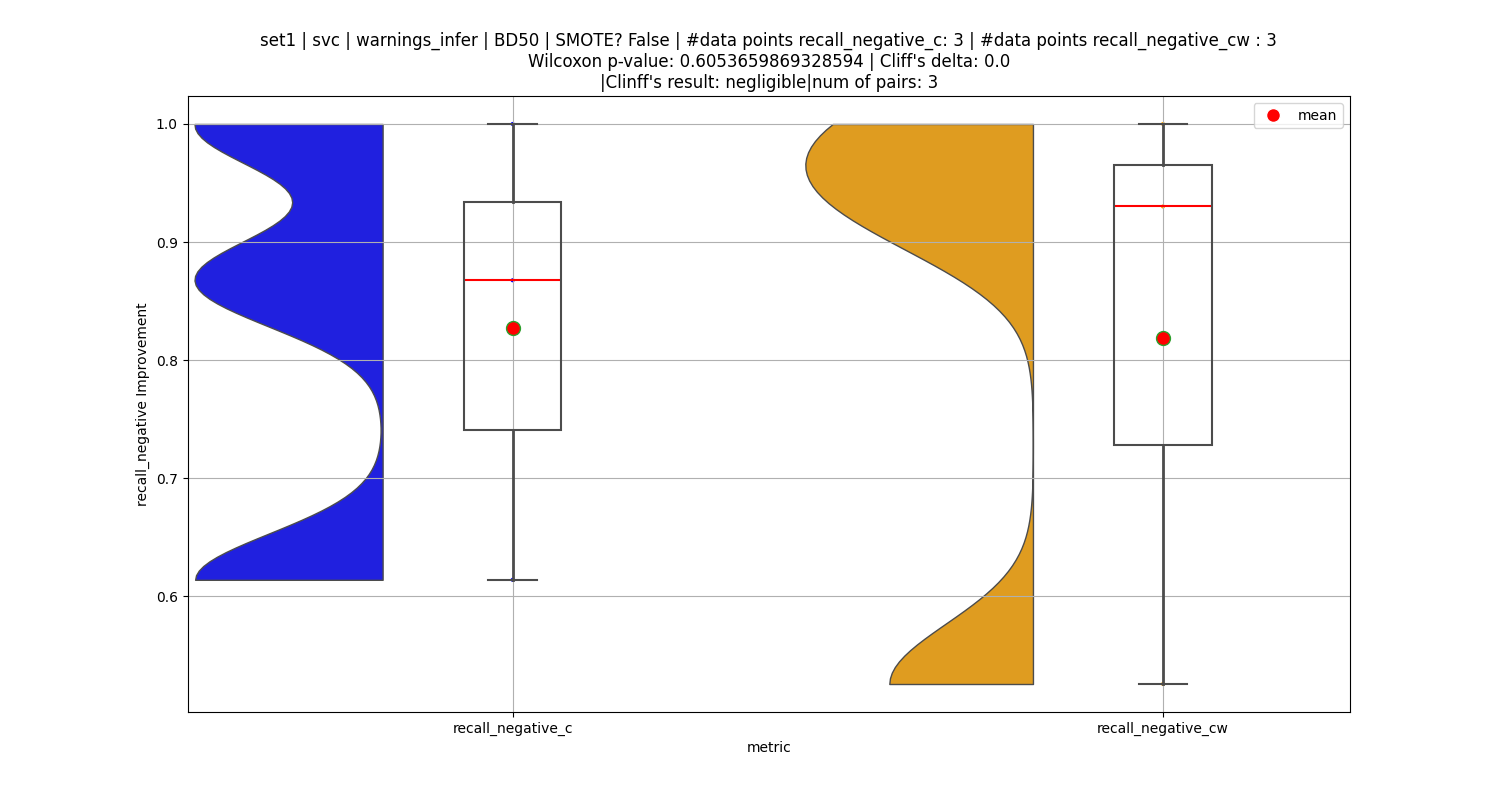 set1 | svc | warnings_infer | BD50 | SMOTE? False | #data points recall_negative_c: 3 | #data points recall_negative_cw : 3
Wilcoxon p-value: 0.6053659869328594 | Cliff's delta: 0.0
|Clinff's result: negligible|num of pairs: 3
mean
1.0
0.9
0.8
0.7
0.6
recall_negative Improvement
recall_negative_c
recall_negative_cw
metric